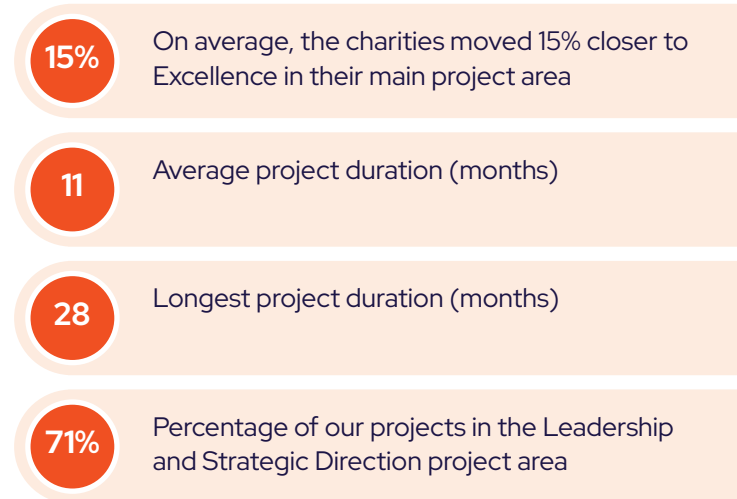 15%
On average, the charities moved 15% closer to
Excellence in their main project area
11
Average project duration (months)
28
Longest project duration (months)
71%
Percentage of our projects in the Leadership
and Strategic Direction project area